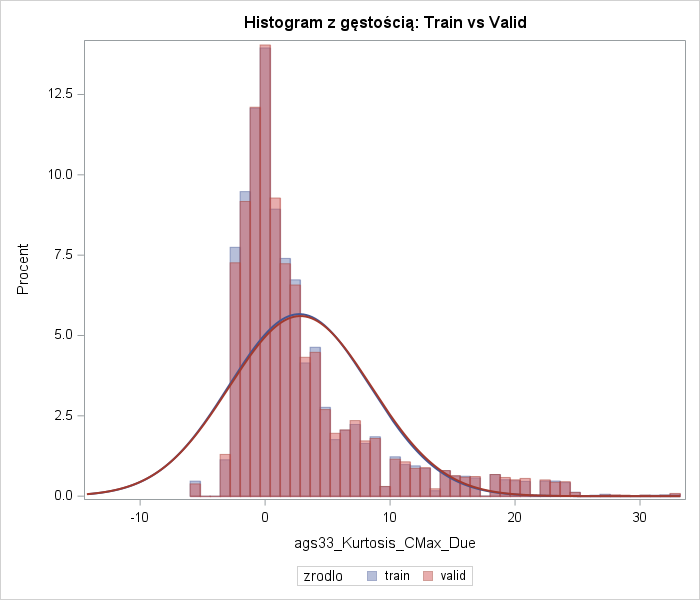 Histogram z gęstością: Train vs Valid
12.5
10.0
7.5
5.0
2.5
0.0
Procent
-10 0 10 20 30
ags33_Kurtosis_CMax_Due
zrodlo train valid